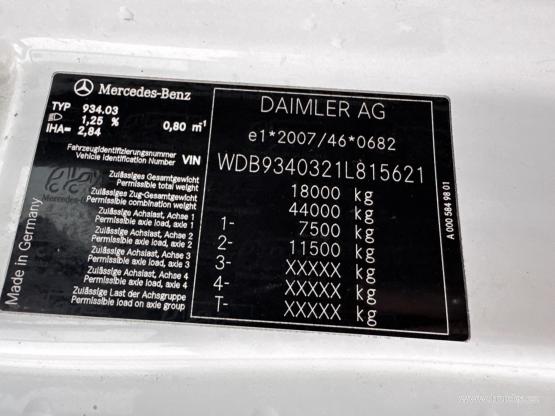 Mercedes-Benz
TYP 934.03
1,25 %
0,80 m⁻¹
IHA= 2,84
Fahrzeugidentifizierungsnummer
Vehicle Identification Number VIN
Zulässiges Gesamtgewicht
Permissible total weight
Zulässiges Zug-Gesamtgewicht
Permissible combination weight
Zulässige Achslast, Achse 1
Permissible axle load, axle 1
Zulässige Achslast, Achse 2
Permissible axle load, axle 2
Zulässige Achslast, Achse 3
Permissible axle load, axle 3
Zulässige Achslast, Achse 4
Permissible axle load, axle 4
Zulässige Last der Achsgruppe
Permissible load on axle group
Made in Germany
DAIMLER AG
e1*2007/46*0682
WDB9340321L815621
18000 kg
44000 kg
1- 7500 kg
2- 11500 kg
3- XXXXX kg
4- XXXXX kg
T- XXXXX kg
A 000 584 98 01